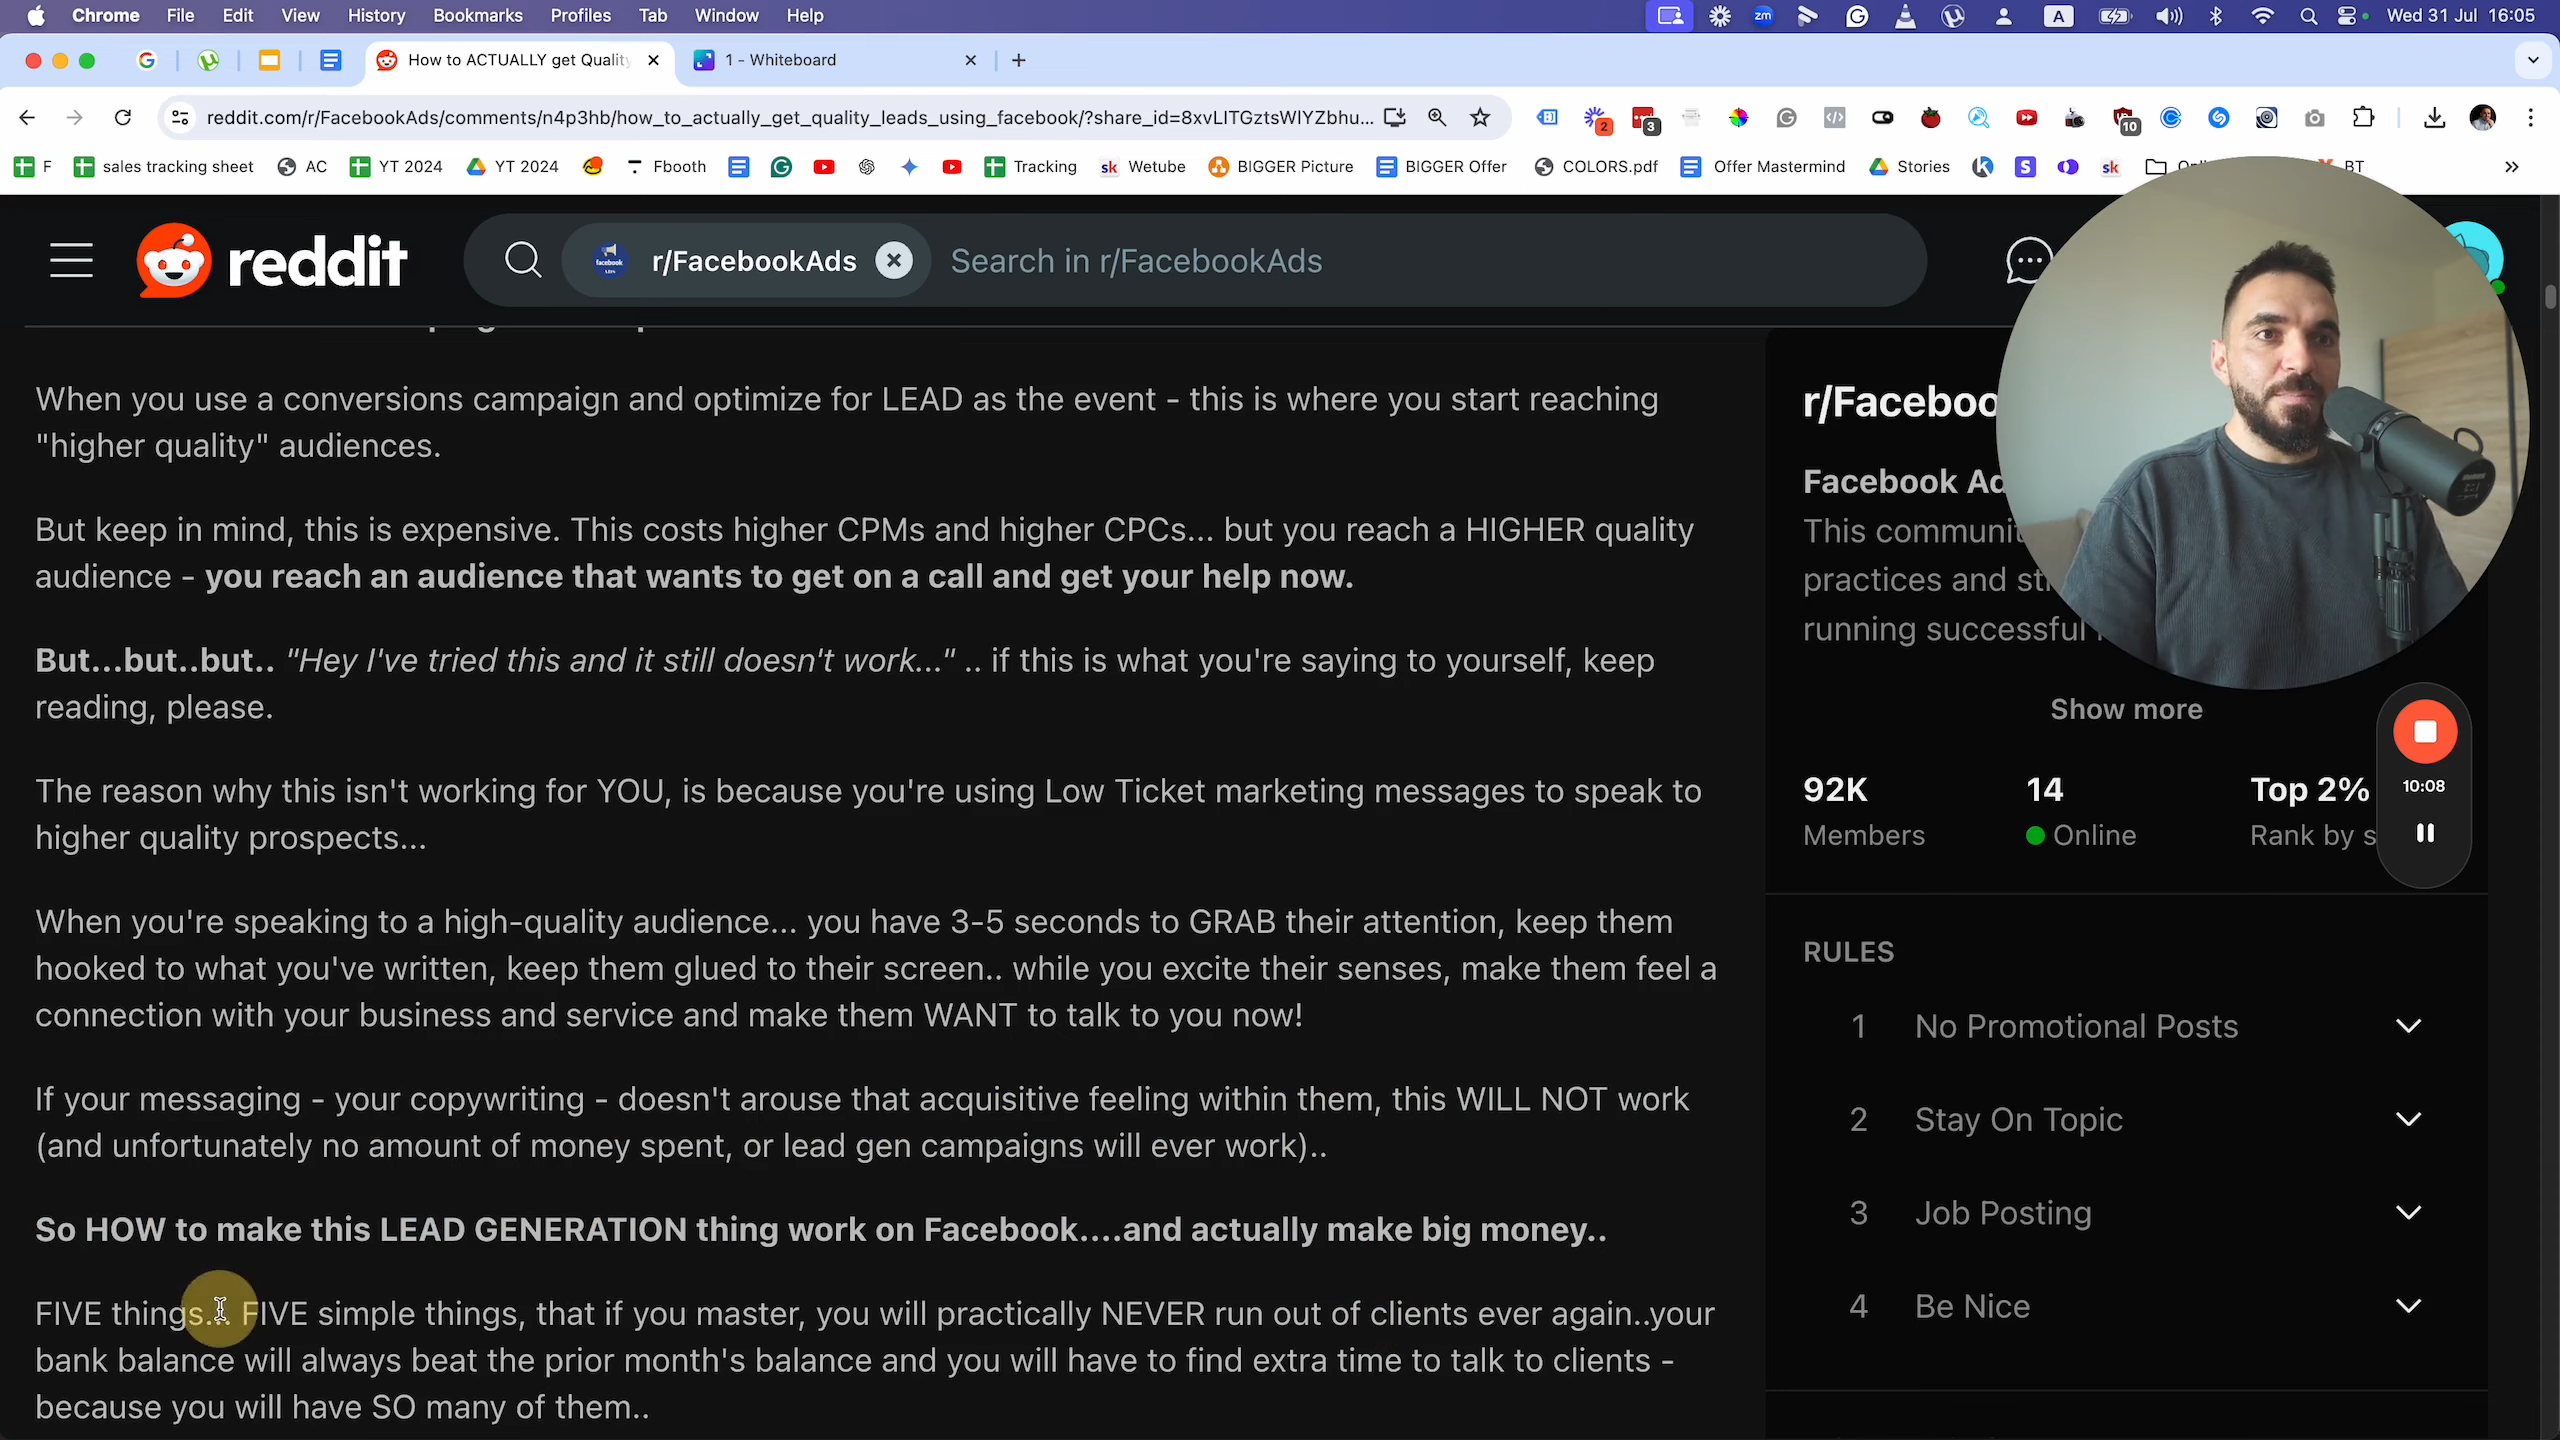 Chrome File Edit View History Bookmarks Profiles Tab Window Help
zm A Wed 31 Jul 16:05
How to ACTUALLY get Quality 1 - Whiteboard
reddit.com/r/FacebookAds/comments/n4p3hb/how_to_actually_get_quality_leads_using_facebook/?share_id=8xvLlTGztsWlYZbhu... 2 3 10
F sales tracking sheet AC YT 2024 YT 2024 Fbooth Tracking sk Wetube BIGGER Picture BIGGER Offer COLORS.pdf Offer Mastermind Stories sk BT
reddit r/FacebookAds Search in r/FacebookAds
When you use a conversions campaign and optimize for LEAD as the event - this is where you start reaching
"higher quality" audiences.
But keep in mind, this is expensive. This costs higher CPMs and higher CPCs... but you reach a HIGHER quality
audience - you reach an audience that wants to get on a call and get your help now.
But...but..but.. "Hey I've tried this and it still doesn't work..." .. if this is what you're saying to yourself, keep
reading, please.
The reason why this isn't working for YOU, is because you're using Low Ticket marketing messages to speak to
higher quality prospects...
When you're speaking to a high-quality audience... you have 3-5 seconds to GRAB their attention, keep them
hooked to what you've written, keep them glued to their screen.. while you excite their senses, make them feel a
connection with your business and service and make them WANT to talk to you now!
If your messaging - your copywriting - doesn't arouse that acquisitive feeling within them, this WILL NOT work
(and unfortunately no amount of money spent, or lead gen campaigns will ever work)..
So HOW to make this LEAD GENERATION thing work on Facebook....and actually make big money..
FIVE things... FIVE simple things, that if you master, you will practically NEVER run out of clients ever again..your
bank balance will always beat the prior month's balance and you will have to find extra time to talk to clients -
because you will have SO many of them..
r/Faceboo
Facebook Ad
This communi
practices and st
running successful
Show more
92K 14 Top 2%
Members Online Rank by s
10:08
RULES
1 No Promotional Posts
2 Stay On Topic
3 Job Posting
4 Be Nice